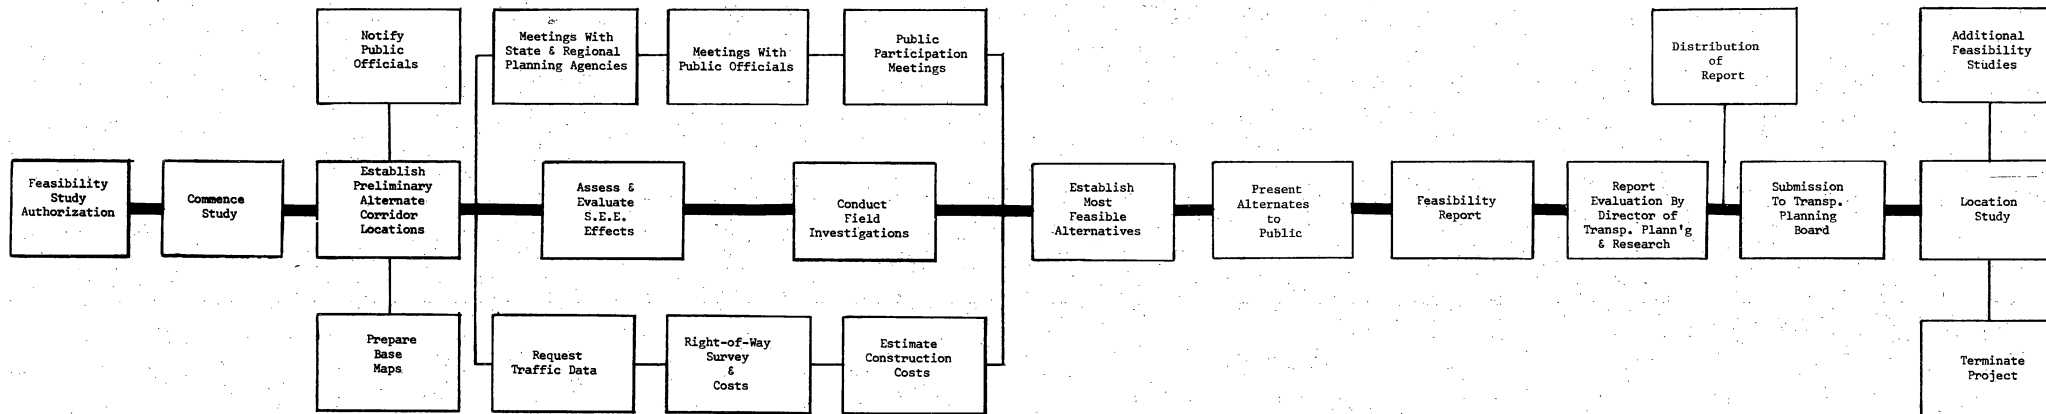 Notify
Public
Officials
Meetings With
State & Regional
Planning Agencies
Meetings With
Public Officials
Public
Participation
Meetings
Distribution
of
Report
Additional
Feasibility
Studies
Feasibility
Study
Authorization
Commence
Study
Establish
Preliminary
Alternate
Corridor
Locations
Assess &
Evaluate
S.E.E.
Effects
Conduct
Field
Investigations
Establish
Most
Feasible
Alternatives
Present
Alternates
to
Public
Feasibility
Report
Report
Evaluation By
Director of
Transp. Plann'g
& Research
Submission
To Transp.
Planning
Board
Location
Study
Prepare
Base
Maps
Request
Traffic Data
Right-of-Way
Survey
&
Costs
Estimate
Construction
Costs
Terminate
Project